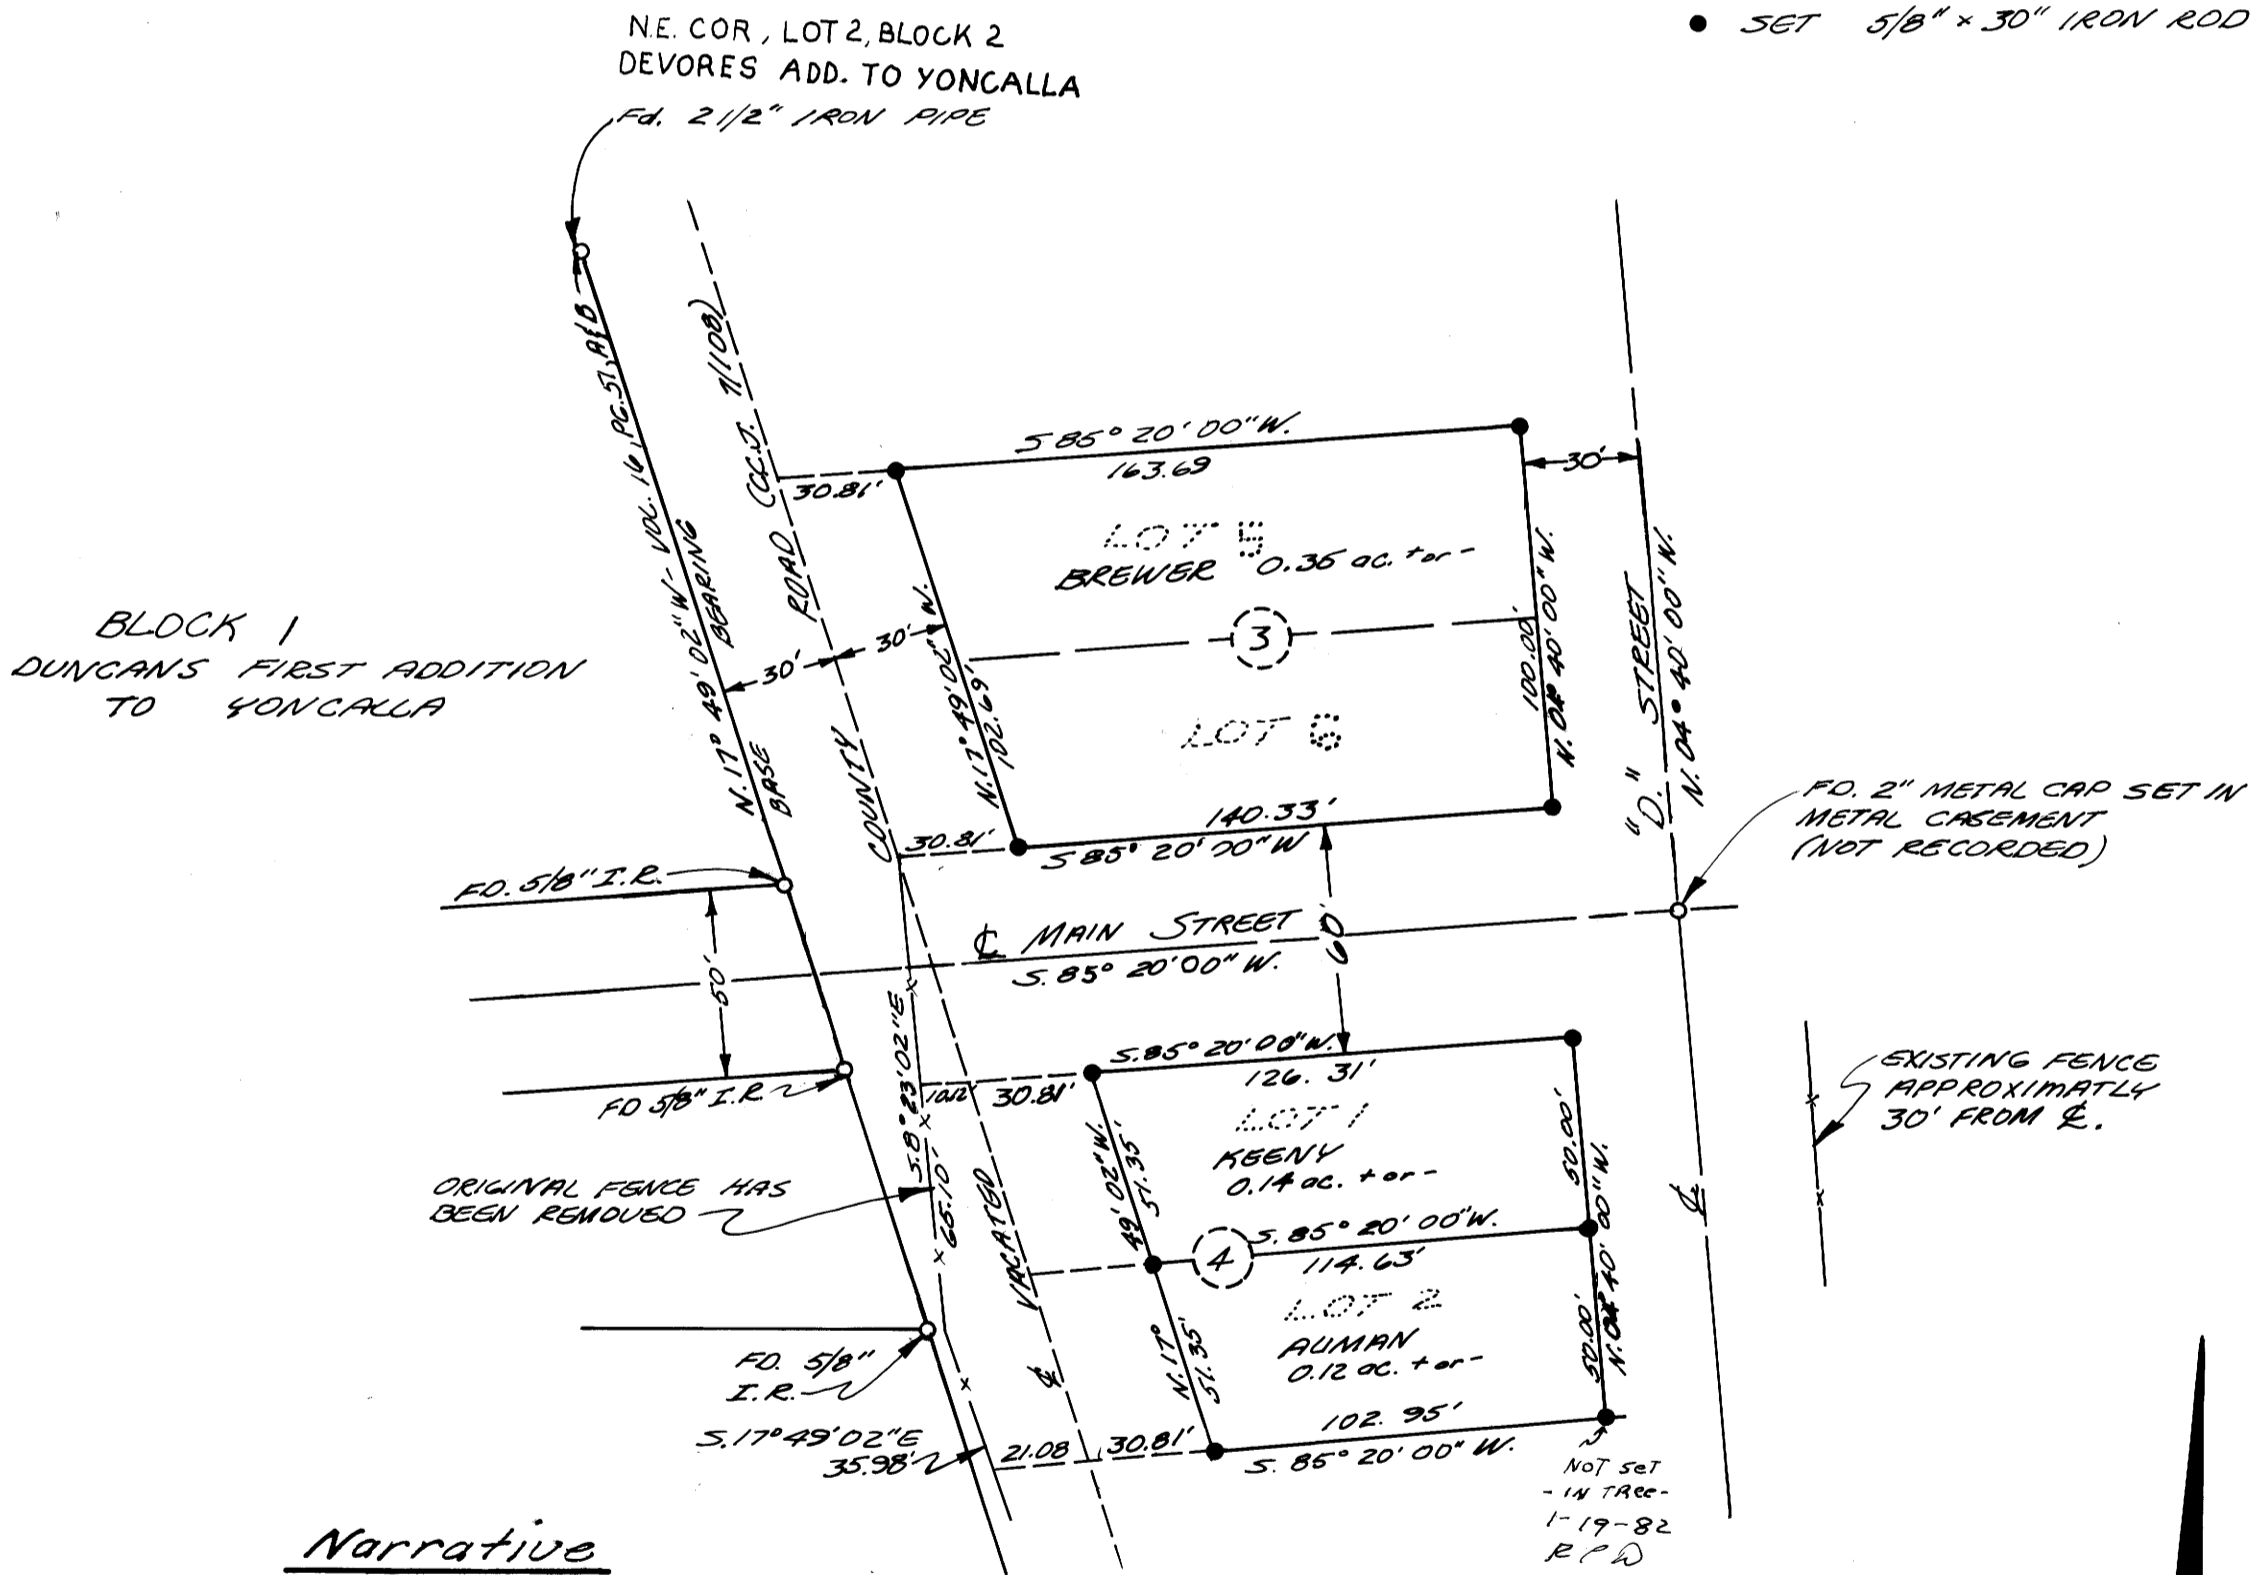 N.E. COR, LOT 2, BLOCK 2
DEVORES ADD. TO YONCALLA
Fd. 2 1/2" IRON PIPE
● SET 5/8" x 30" IRON ROD
N. 17° 49' 02" W - VOL. 16, PG. 51, A&B
BASE BEARING
COUNTY ROAD (CC.J. 7/108)
S 85° 20' 00" W.
163.69
30.81'
30'
LOT 5
BREWER 0.36 ac. + or -
3
LOT 6
N. 17° 49' 02" W.
102.69'
100.00'
N. 04° 40' 00" W.
30'
30'
140.33'
S 85° 20' 00" W
30.81'
"D." STREET
N. 04° 40' 00" W.
BLOCK 1
DUNCANS FIRST ADDITION
TO YONCALLA
FD. 2" METAL CAP SET IN
METAL CASEMENT
(NOT RECORDED)
FD. 5/8" I.R.
50'
FD 5/8" I.R.
℄ MAIN STREET
S. 85° 20' 00" W.
60'
S. 85° 20' 00" W.
126.31'
10.12'
30.81'
S. 8° 23' 02" E
65.10'
LOT 1
KEENY
0.14 ac. + or -
50.00'
N. 04° 40' 00" W.
N. 17° 49' 02" W.
51.35'
S. 85° 20' 00" W.
114.63'
4
LOT 2
AUMAN
0.12 ac. + or -
51.35'
50.00'
102.95'
S. 85° 20' 00" W.
21.08
30.81'
VACATED
℄
℄
EXISTING FENCE
APPROXIMATLY
30' FROM ℄.
ORIGINAL FENCE HAS
BEEN REMOVED
FD. 5/8"
I.R.
S. 17° 49' 02" E
35.98'
NOT SET
- IN TREE -
1-19-82
Narrative